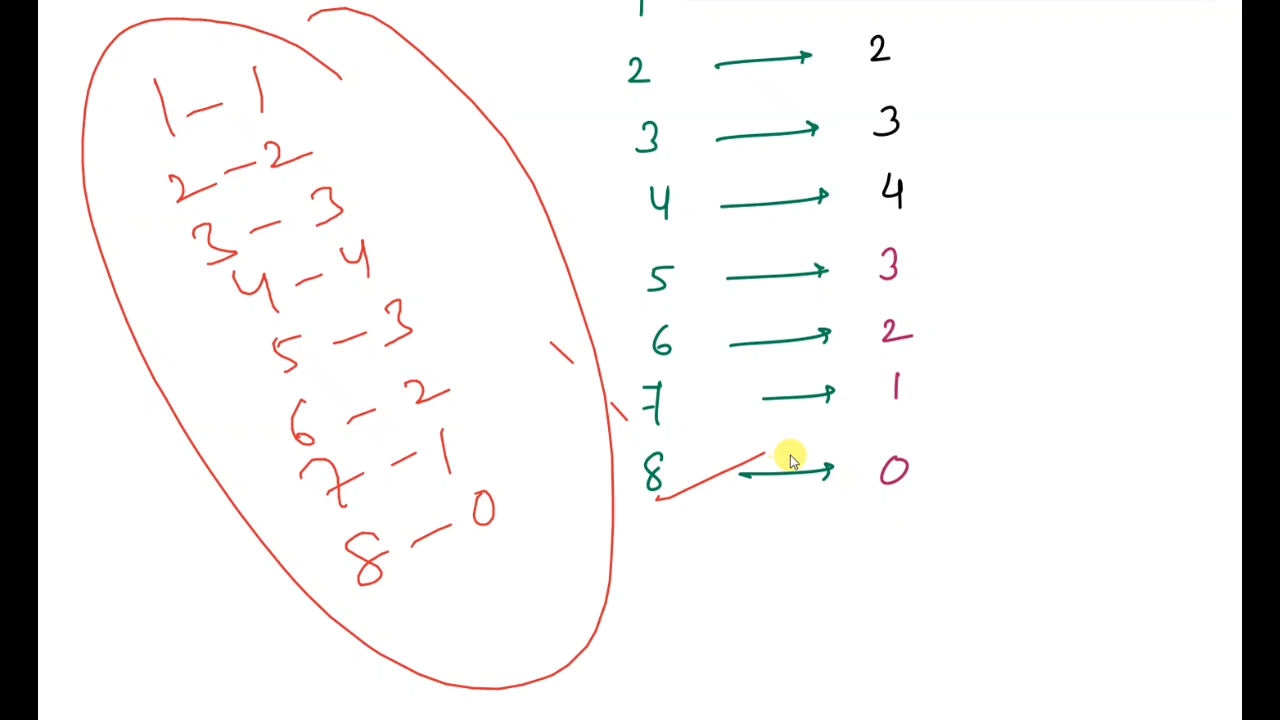 1 - 1
2 - 2
3 - 3
4 - 4
5 - 3
6 - 2
7 - 1
8 - 0
1
2 → 2
3 → 3
4 → 4
5 → 3
6 → 2
7 → 1
8 → 0